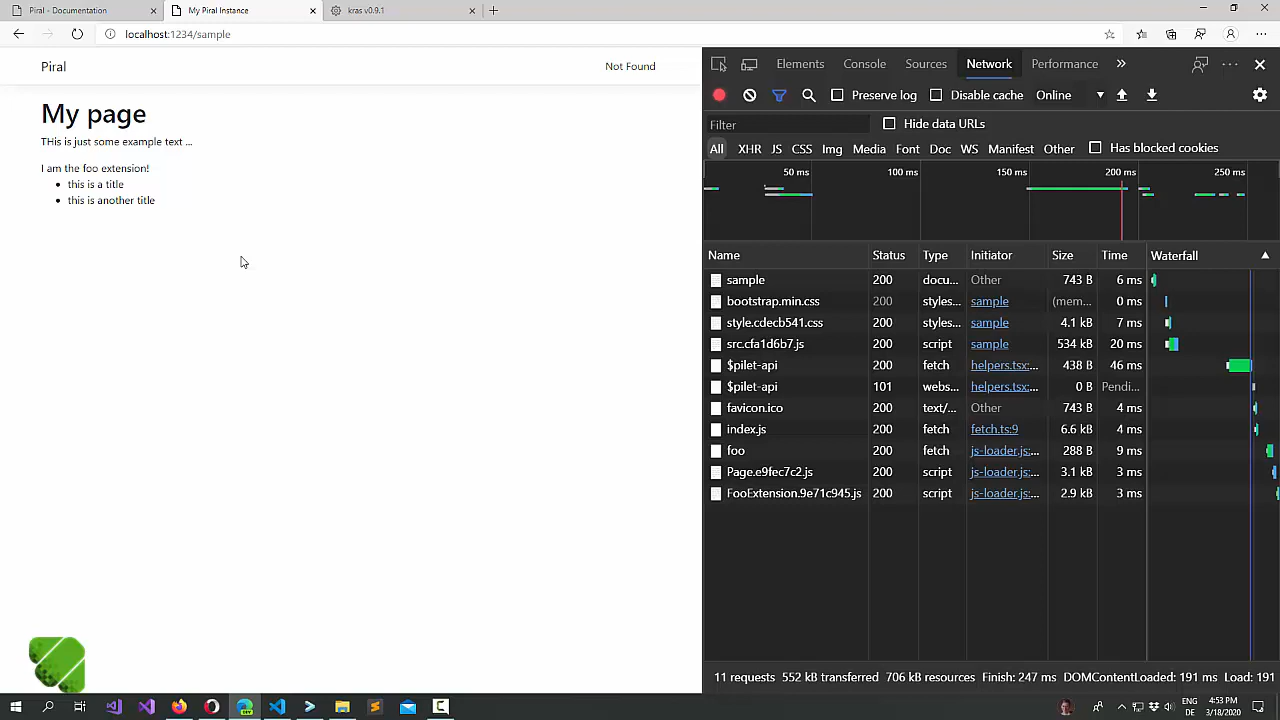 Piral - Documentation
My Piral Instance
kras v0.9.1
localhost:1234/sample
Piral
Not Found
My page
THis is just some example text ...
I am the foo extension!
• this is a title
• this is another title
Elements Console Sources Network Performance »
Preserve log Disable cache Online
Filter Hide data URLs
All XHR JS CSS Img Media Font Doc WS Manifest Other Has blocked cookies
50 ms 100 ms 150 ms 200 ms 250 ms
Name Status Type Initiator Size Time Waterfall
sample 200 docu... Other 743 B 6 ms
bootstrap.min.css 200 styles... sample (mem... 0 ms
style.cdecb541.css 200 styles... sample 4.1 kB 7 ms
src.cfa1d6b7.js 200 script sample 534 kB 20 ms
$pilet-api 200 fetch helpers.tsx:... 438 B 46 ms
$pilet-api 101 webs... helpers.tsx:... 0 B Pendi...
favicon.ico 200 text/... Other 743 B 4 ms
index.js 200 fetch fetch.ts:9 6.6 kB 4 ms
foo 200 fetch js-loader.js:... 288 B 9 ms
Page.e9fec7c2.js 200 script js-loader.js:... 3.1 kB 3 ms
FooExtension.9e71c945.js 200 script js-loader.js:... 2.9 kB 3 ms
11 requests 552 kB transferred 706 kB resources Finish: 247 ms DOMContentLoaded: 191 ms Load: 191
ENG 4:53 PM
DE 3/18/2020